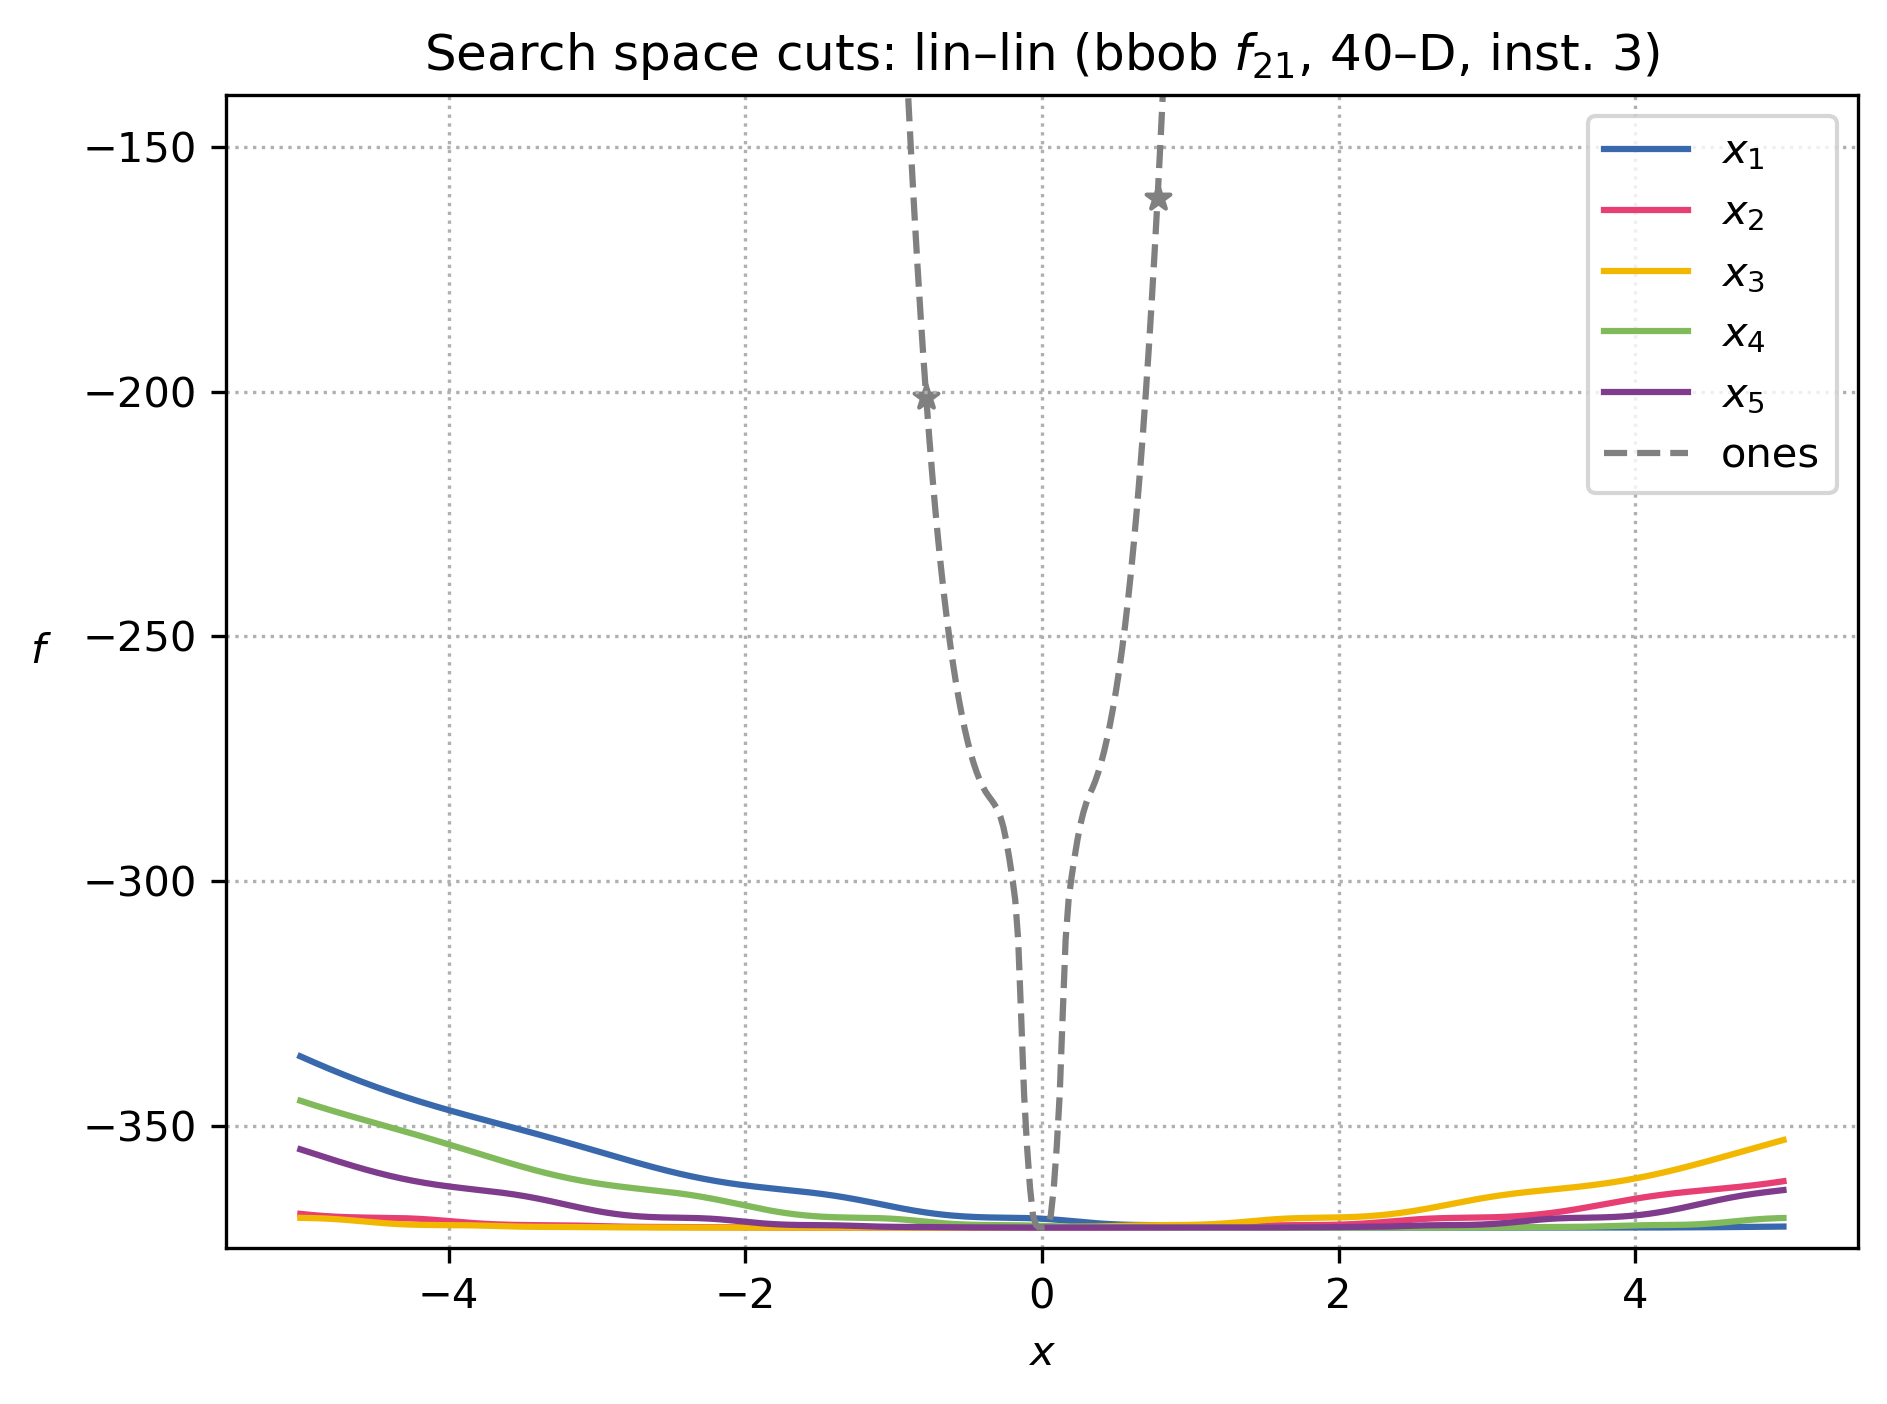 Search space cuts: lin–lin (bbob f₂₁, 40–D, inst. 3)
−150
−200
−250
−300
−350
f
−4
−2
0
2
4
x
x₁
x₂
x₃
x₄
x₅
ones